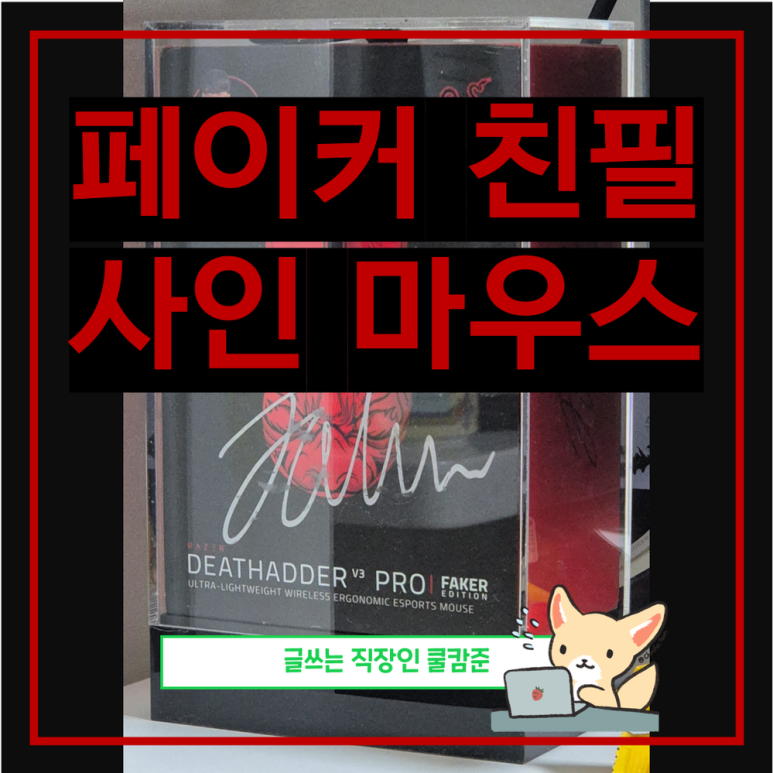 페이커 친필
사인 마우스
RAZER
DEATHADDER V3 PRO | FAKER EDITION
ULTRA-LIGHTWEIGHT WIRELESS ERGONOMIC ESPORTS MOUSE
글쓰는 직장인 쿨캄준